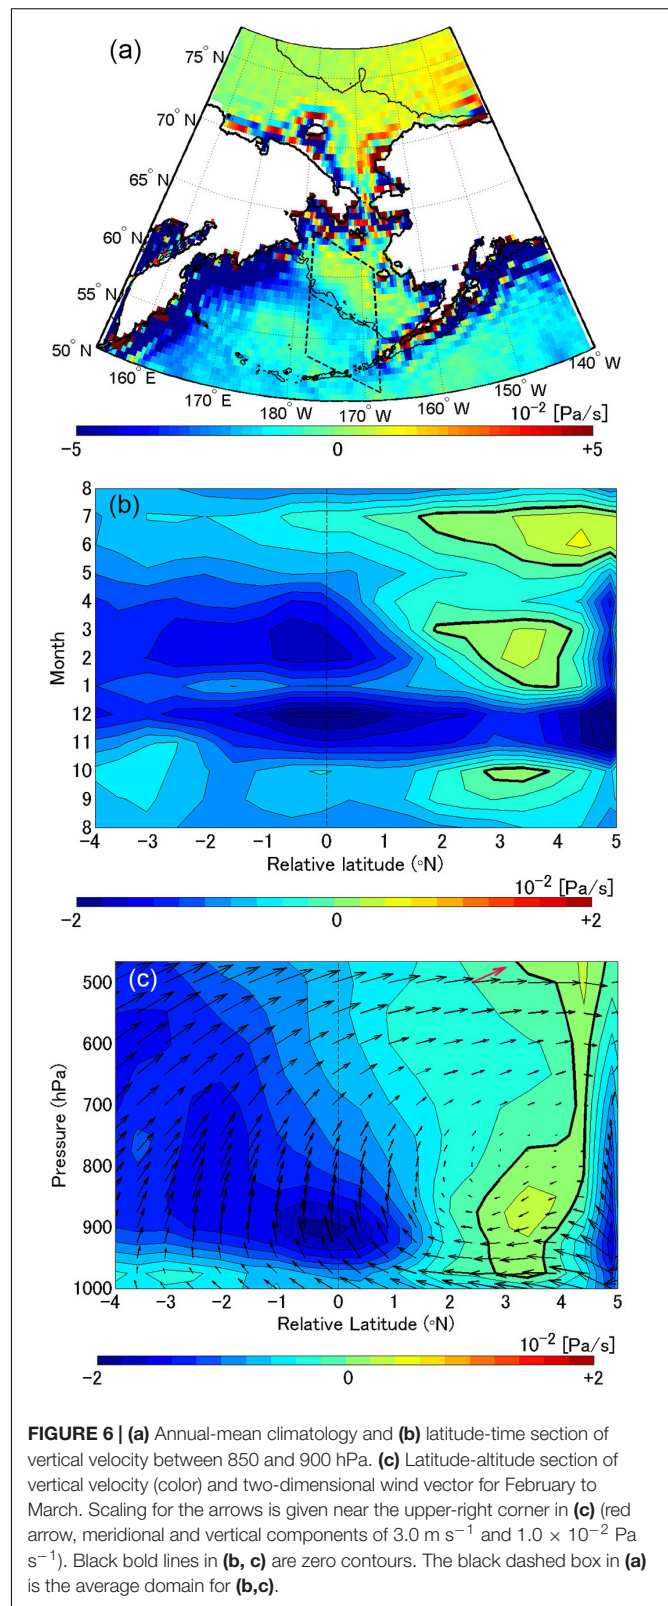 (a)
75° N
70° N
65° N
60° N
55° N
50° N
160° E
170° E
180° W
170° W
160° W
150° W
140° W
10⁻² [Pa/s]
−5 0 +5
(b)
8
7
6
5
4
3
2
1
12
11
10
9
8
Month
−4 −3 −2 −1 0 1 2 3 4 5
Relative latitude (°N)
10⁻² [Pa/s]
−2 0 +2
(c)
500
600
700
800
900
1000
Pressure (hPa)
−4 −3 −2 −1 0 1 2 3 4 5
Relative Latitude (°N)
10⁻² [Pa/s]
−2 0 +2
FIGURE 6 | (a) Annual-mean climatology and (b) latitude-time section of
vertical velocity between 850 and 900 hPa. (c) Latitude-altitude section of
vertical velocity (color) and two-dimensional wind vector for February to
March. Scaling for the arrows is given near the upper-right corner in (c) (red
arrow, meridional and vertical components of 3.0 m s⁻¹ and 1.0 × 10⁻² Pa
s⁻¹). Black bold lines in (b, c) are zero contours. The black dashed box in (a)
is the average domain for (b,c).